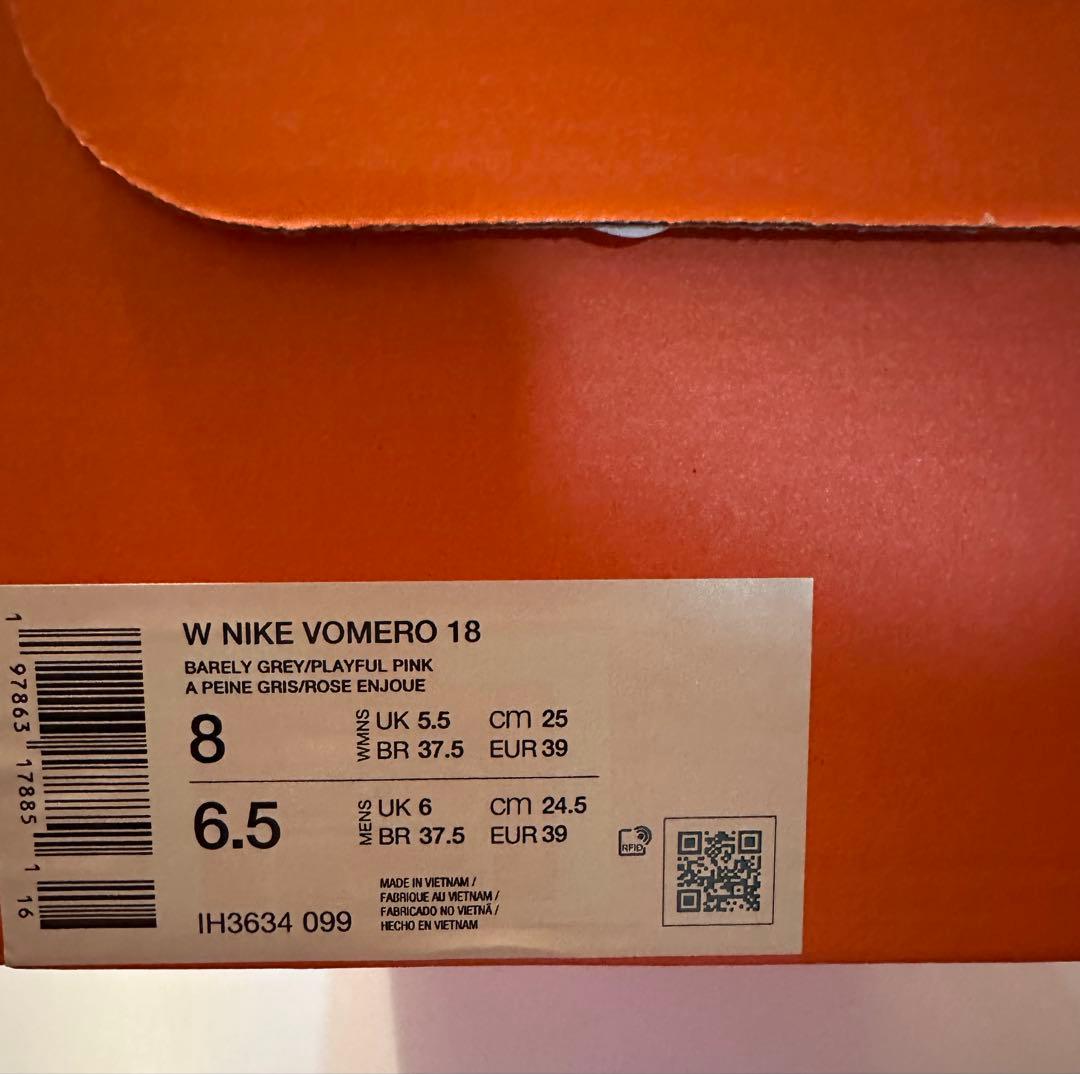 W NIKE VOMERO 18
BARELY GREY/PLAYFUL PINK
A PEINE GRIS/ROSE ENJOUE
8 WMNS UK 5.5 cm 25
BR 37.5 EUR 39
6.5 MENS UK 6 cm 24.5
BR 37.5 EUR 39
RFID
MADE IN VIETNAM /
FABRIQUE AU VIETNAM /
FABRICADO NO VIETNÃ /
HECHO EN VIETNAM
IH3634 099
1 97863 17885 1 16